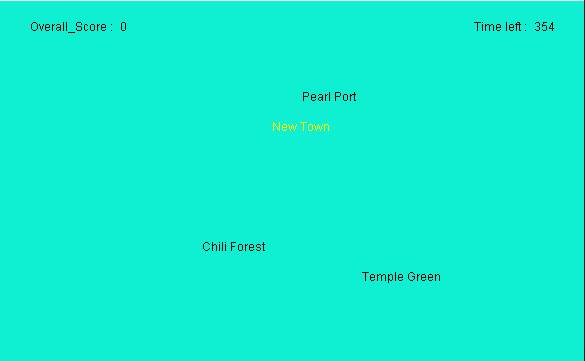 Overall_Score : 0
Time left : 354
Pearl Port
New Town
Chili Forest
Temple Green